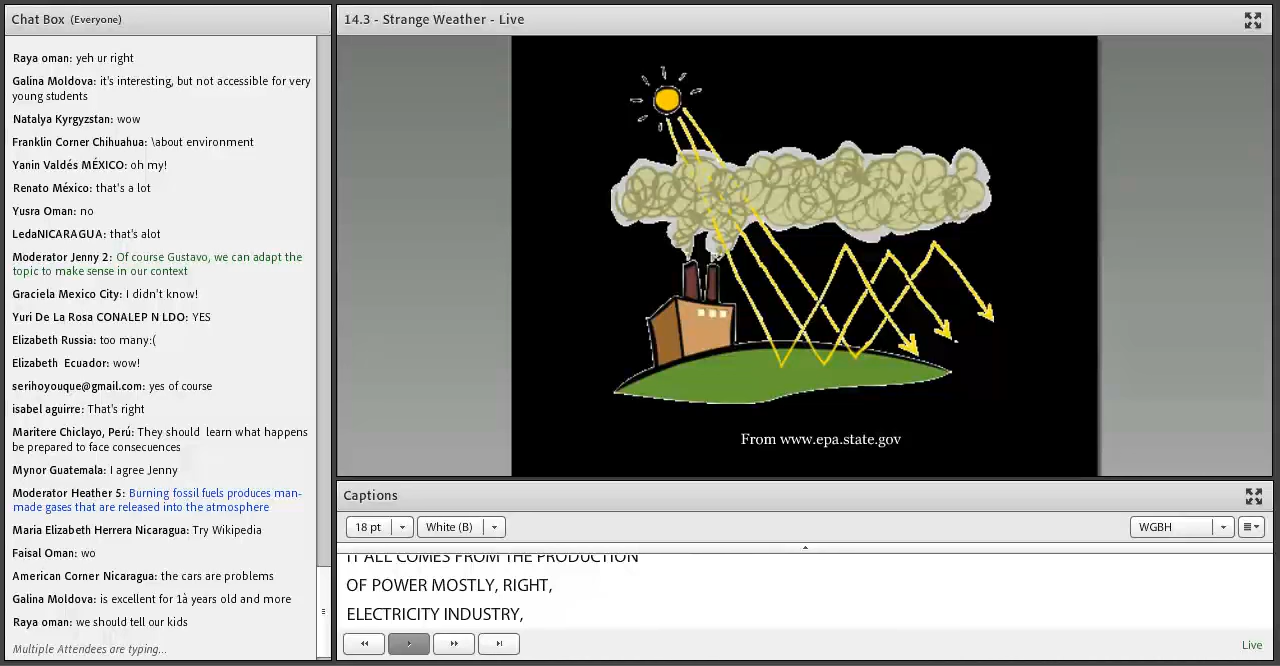 Chat Box (Everyone)
Raya oman: yeh ur right
Galina Moldova: it's interesting, but not accessible for very
young students
Natalya Kyrgyzstan: wow
Franklin Corner Chihuahua: \about environment
Yanin Valdés MÉXICO: oh my!
Renato México: that's a lot
Yusra Oman: no
LedaNICARAGUA: that's alot
Moderator Jenny 2: Of course Gustavo, we can adapt the
topic to make sense in our context
Graciela Mexico City: I didn't know!
Yuri De La Rosa CONALEP N LDO: YES
Elizabeth Russia: too many:(
Elizabeth Ecuador: wow!
serihoyouque@gmail.com: yes of course
isabel aguirre: That's right
Maritere Chiclayo, Perú: They should learn what happens
be prepared to face consecuences
Mynor Guatemala: I agree Jenny
Moderator Heather 5: Burning fossil fuels produces man-
made gases that are released into the atmosphere
Maria Elizabeth Herrera Nicaragua: Try Wikipedia
Faisal Oman: wo
American Corner Nicaragua: the cars are problems
Galina Moldova: is excellent for 1à years old and more
Raya oman: we should tell our kids
Multiple Attendees are typing...
14.3 - Strange Weather - Live
From www.epa.state.gov
Captions
18 pt
White (B)
WGBH
IT ALL COMES FROM THE PRODUCTION
OF POWER MOSTLY, RIGHT,
ELECTRICITY INDUSTRY,
Live